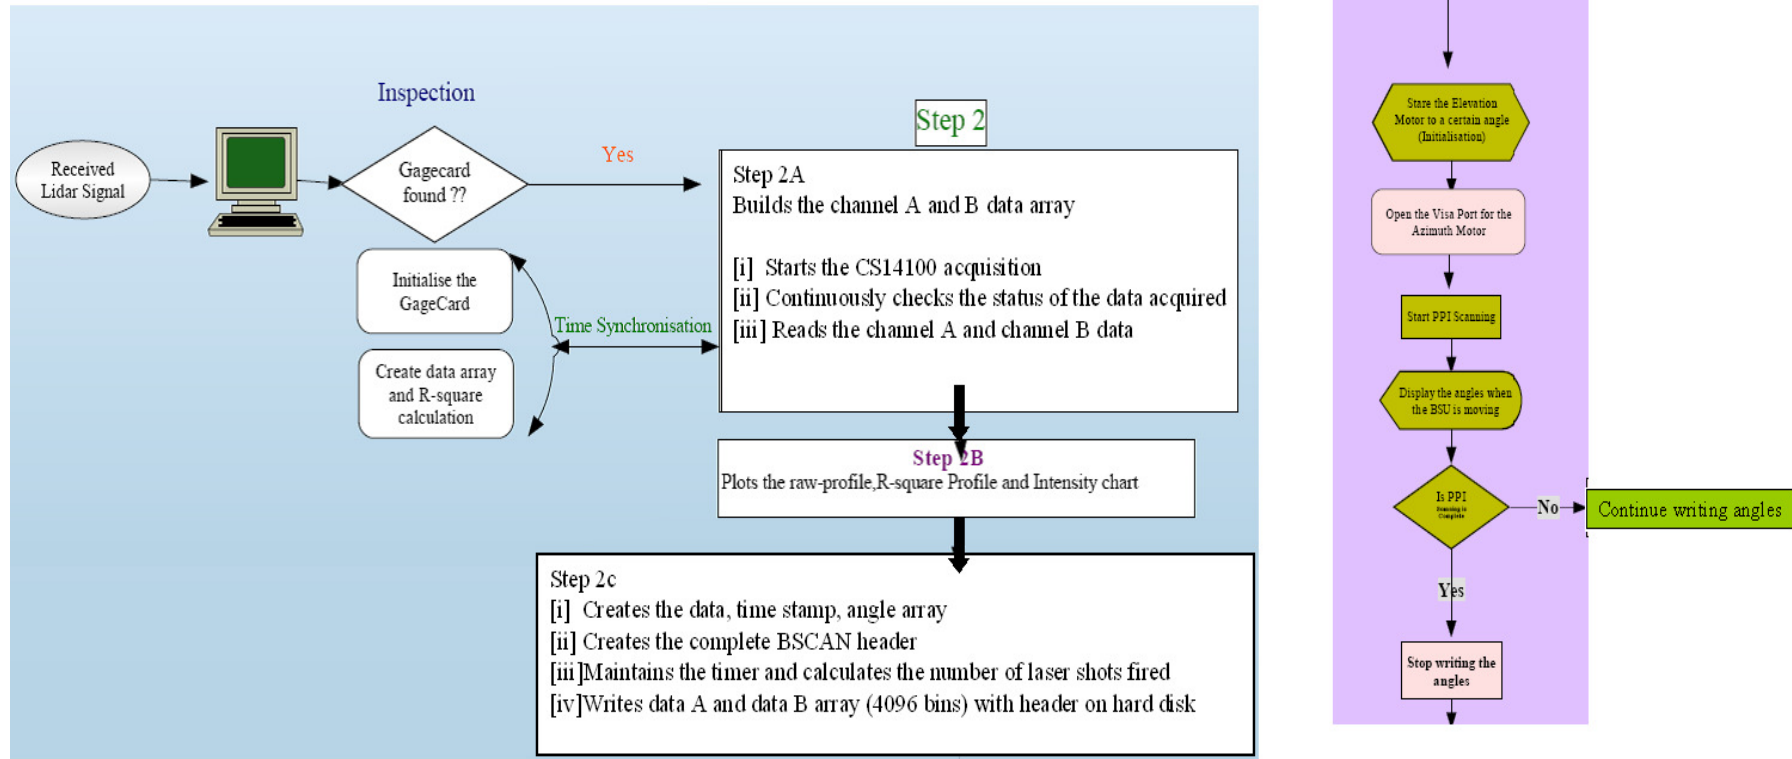 Inspection
Received
Lidar Signal
Gagecard
found ??
Yes
Initialise the
GageCard
Create data array
and R-square
calculation
Time Synchronisation
Step 2
Step 2A
Builds the channel A and B data array
[i] Starts the CS14100 acquisition
[ii] Continuously checks the status of the data acquired
[iii] Reads the channel A and channel B data
Step 2B
Plots the raw-profile,R-square Profile and Intensity chart
Step 2c
[i] Creates the data, time stamp, angle array
[ii] Creates the complete BSCAN header
[iii]Maintains the timer and calculates the number of laser shots fired
[iv]Writes data A and data B array (4096 bins) with header on hard disk
Stare the Elevation
Motor to a certain angle
(Initialisation)
Open the Visa Port for the
Azimuth Motor
Start PPI Scanning
Display the angles when
the BSU is moving
Is PPI
Scanning is
Complete
No
Continue writing angles
Yes
Stop writing the
angles